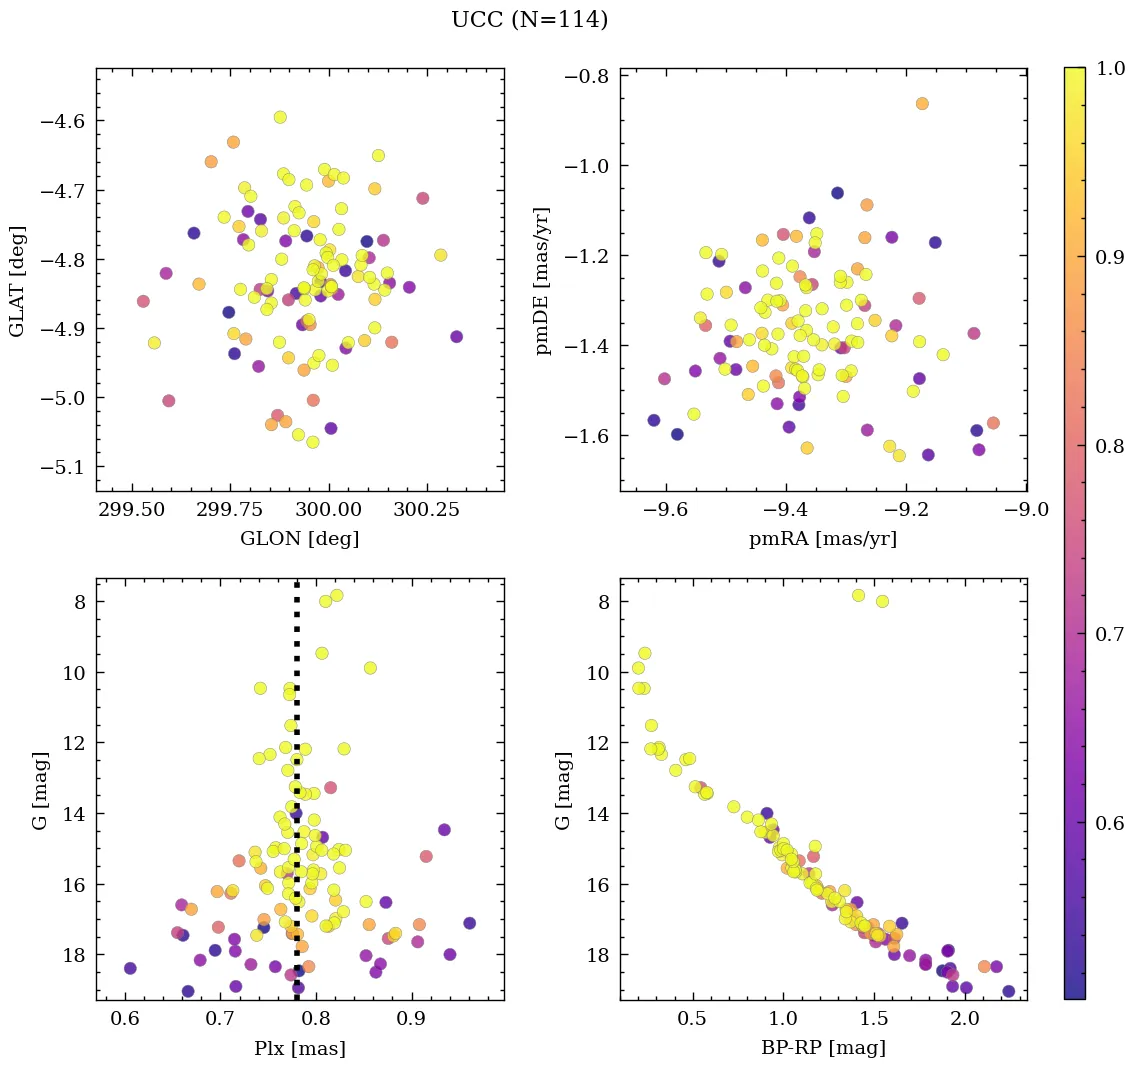 UCC (N=114)
−4.6
−4.7
−4.8
−4.9
−5.0
−5.1
GLAT [deg]
299.50 299.75 300.00 300.25
GLON [deg]
−0.8
−1.0
−1.2
−1.4
−1.6
pmDE [mas/yr]
−9.6 −9.4 −9.2 −9.0
pmRA [mas/yr]
8
10
12
14
16
18
G [mag]
0.6 0.7 0.8 0.9
Plx [mas]
8
10
12
14
16
18
G [mag]
0.5 1.0 1.5 2.0
BP-RP [mag]
1.0
0.9
0.8
0.7
0.6